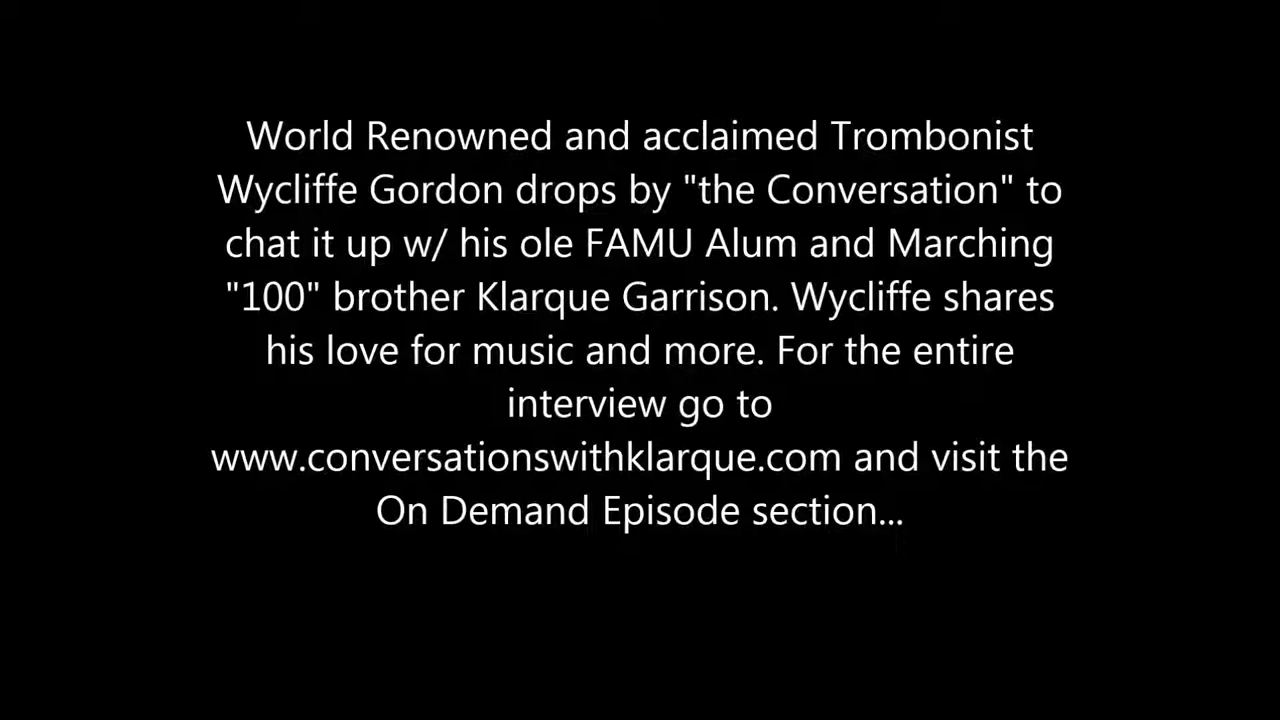 World Renowned and acclaimed Trombonist
Wycliffe Gordon drops by "the Conversation" to
chat it up w/ his ole FAMU Alum and Marching
"100" brother Klarque Garrison. Wycliffe shares
his love for music and more. For the entire
interview go to
www.conversationswithklarque.com and visit the
On Demand Episode section...